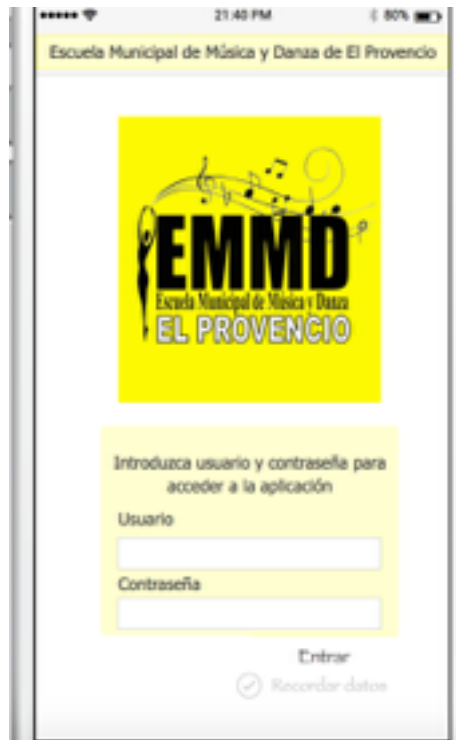 21:40 PM 80%
Escuela Municipal de Música y Danza de El Provencio
EMMD
Escuela Municipal de Música y Danza
EL PROVENCIO
Introduzca usuario y contraseña para
acceder a la aplicación
Usuario
Contraseña
Entrar
Recordar datos